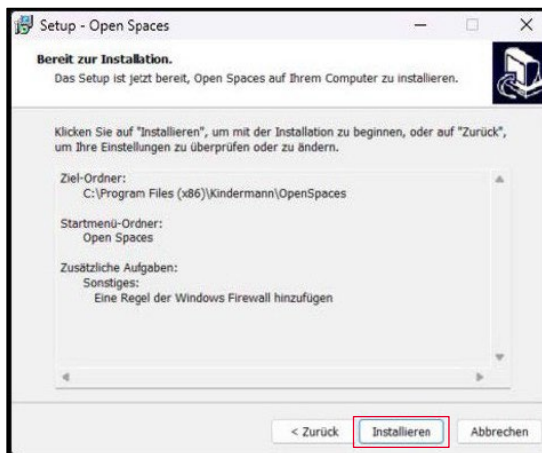 Setup - Open Spaces
Bereit zur Installation.
Das Setup ist jetzt bereit, Open Spaces auf Ihrem Computer zu installieren.
Klicken Sie auf "Installieren", um mit der Installation zu beginnen, oder auf "Zurück",
um Ihre Einstellungen zu überprüfen oder zu ändern.
Ziel-Ordner:
C:\Program Files (x86)\Kindermann\OpenSpaces
Startmenü-Ordner:
Open Spaces
Zusätzliche Aufgaben:
Sonstiges:
Eine Regel der Windows Firewall hinzufügen
< Zurück Installieren Abbrechen